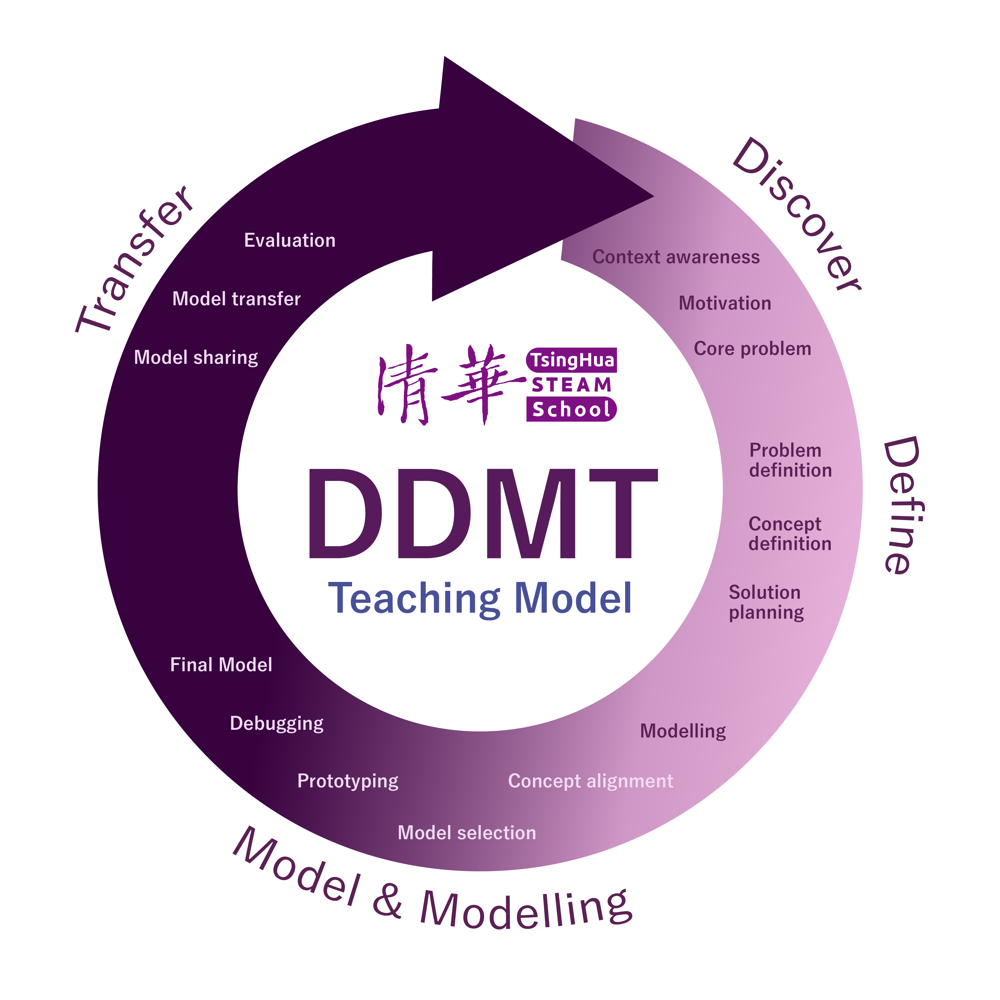 Discover
Context awareness
Motivation
Core problem
Define
Problem
definition
Concept
definition
Solution
planning
Model & Modelling
Modelling
Concept alignment
Model selection
Prototyping
Debugging
Final Model
Transfer
Model sharing
Model transfer
Evaluation
清華
TsingHua
STEAM
School
DDMT
Teaching Model